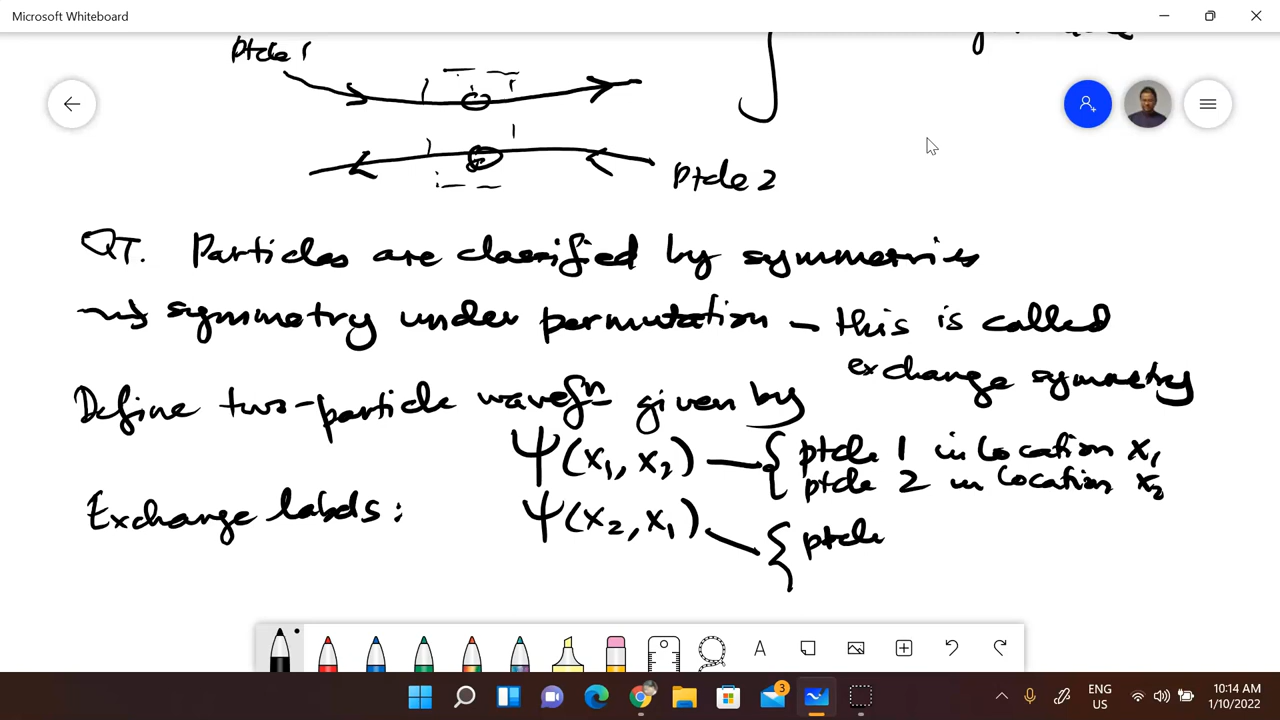 Microsoft Whiteboard
ptcle 1
ptcle 2
QT. Particles are classified by symmetries
symmetry under permutation – this is called
exchange symmetry
Define two-particle wavefn given by
Ψ(x₁, x₂) { ptcle 1 in location x₁
ptcle 2 in location x₂
Exchange labels: Ψ(x₂, x₁) { ptcle
A
3
ENG
US
10:14 AM
1/10/2022